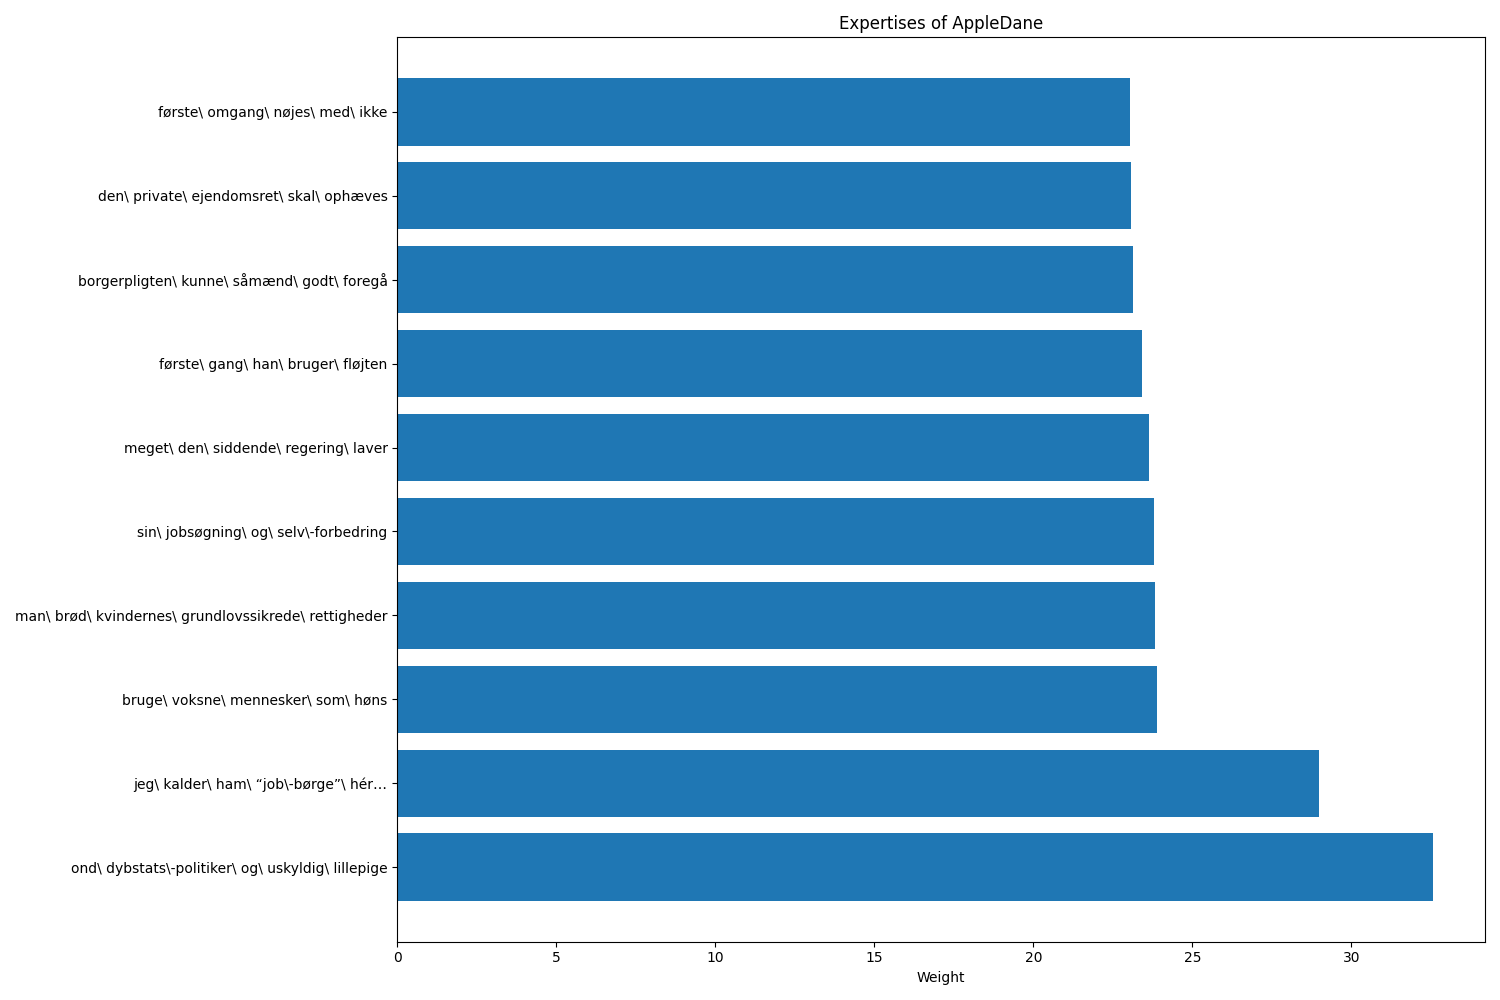 Expertises of AppleDane
første\ omgang\ nøjes\ med\ ikke
den\ private\ ejendomsret\ skal\ ophæves
borgerpligten\ kunne\ såmænd\ godt\ foregå
første\ gang\ han\ bruger\ fløjten
meget\ den\ siddende\ regering\ laver
sin\ jobsøgning\ og\ selv\-forbedring
man\ brød\ kvindernes\ grundlovssikrede\ rettigheder
bruge\ voksne\ mennesker\ som\ høns
jeg\ kalder\ ham\ “job\-børge”\ hér…
ond\ dybstats\-politiker\ og\ uskyldig\ lillepige
0 5 10 15 20 25 30
Weight